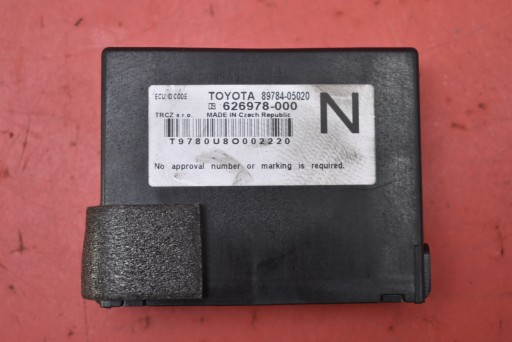 ECU ID CODE TOYOTA 89784-05020
626978-000
TRCZ s.r.o. MADE IN Czech Republic
N
T9780U8O002220
No approval number or marking is required.